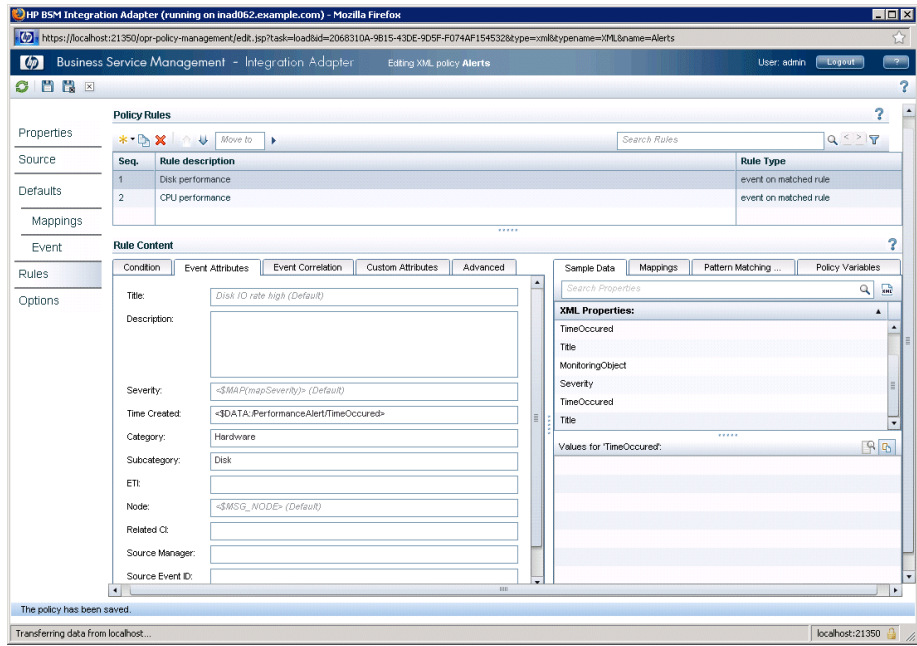 HP BSM Integration Adapter (running on inad062.example.com) - Mozilla Firefox
https://localhost:21350/opr-policy-management/edit.jsp?task=load&id=2068310A-9B15-43DE-9D5F-F074AF154532&type=xml&typename=XML&name=Alerts
Business Service Management - Integration Adapter Editing XML policy Alerts User: admin Logout ?
?
Policy Rules ?
Move to Search Rules < >
Seq. Rule description Rule Type
1 Disk performance event on matched rule
2 CPU performance event on matched rule
Properties
Source
Defaults
Mappings
Event
Rules
Options
Rule Content ?
Condition Event Attributes Event Correlation Custom Attributes Advanced
Title: Disk IO rate high (Default)
Description:
Severity: <$MAP(mapSeverity)> (Default)
Time Created: <$DATA:/PerformanceAlert/TimeOccured>
Category: Hardware
Subcategory: Disk
ETI:
Node: <$MSG_NODE> (Default)
Related CI:
Source Manager:
Source Event ID:
Sample Data Mappings Pattern Matching ... Policy Variables
Search Properties XML
XML Properties:
TimeOccured
Title
MonitoringObject
Severity
TimeOccured
Title
Values for 'TimeOccured':
The policy has been saved.
Transferring data from localhost... localhost:21350